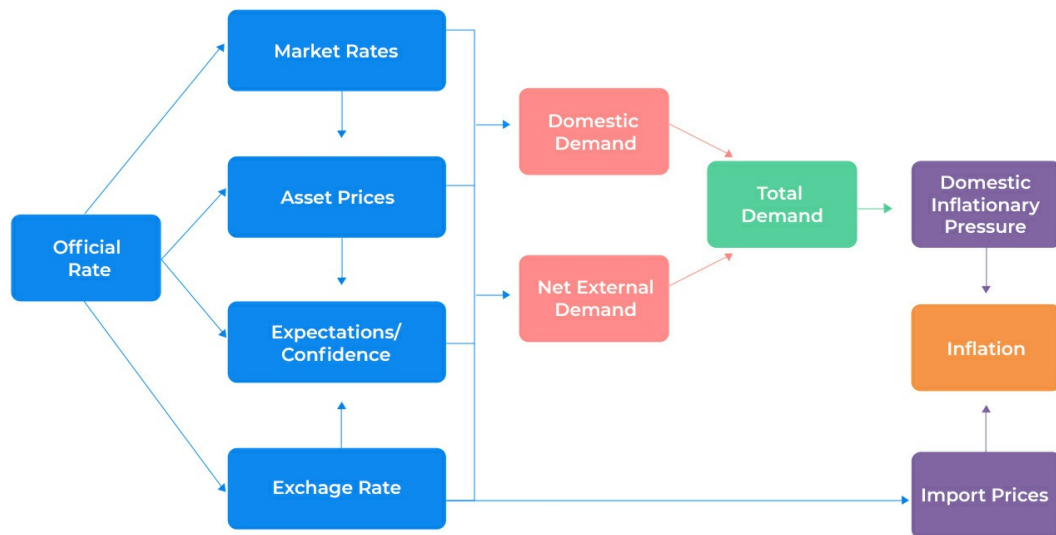 Market Rates
Asset Prices
Official
Rate
Expectations/
Confidence
Exchage Rate
Domestic
Demand
Net External
Demand
Total
Demand
Domestic
Inflationary
Pressure
Inflation
Import Prices